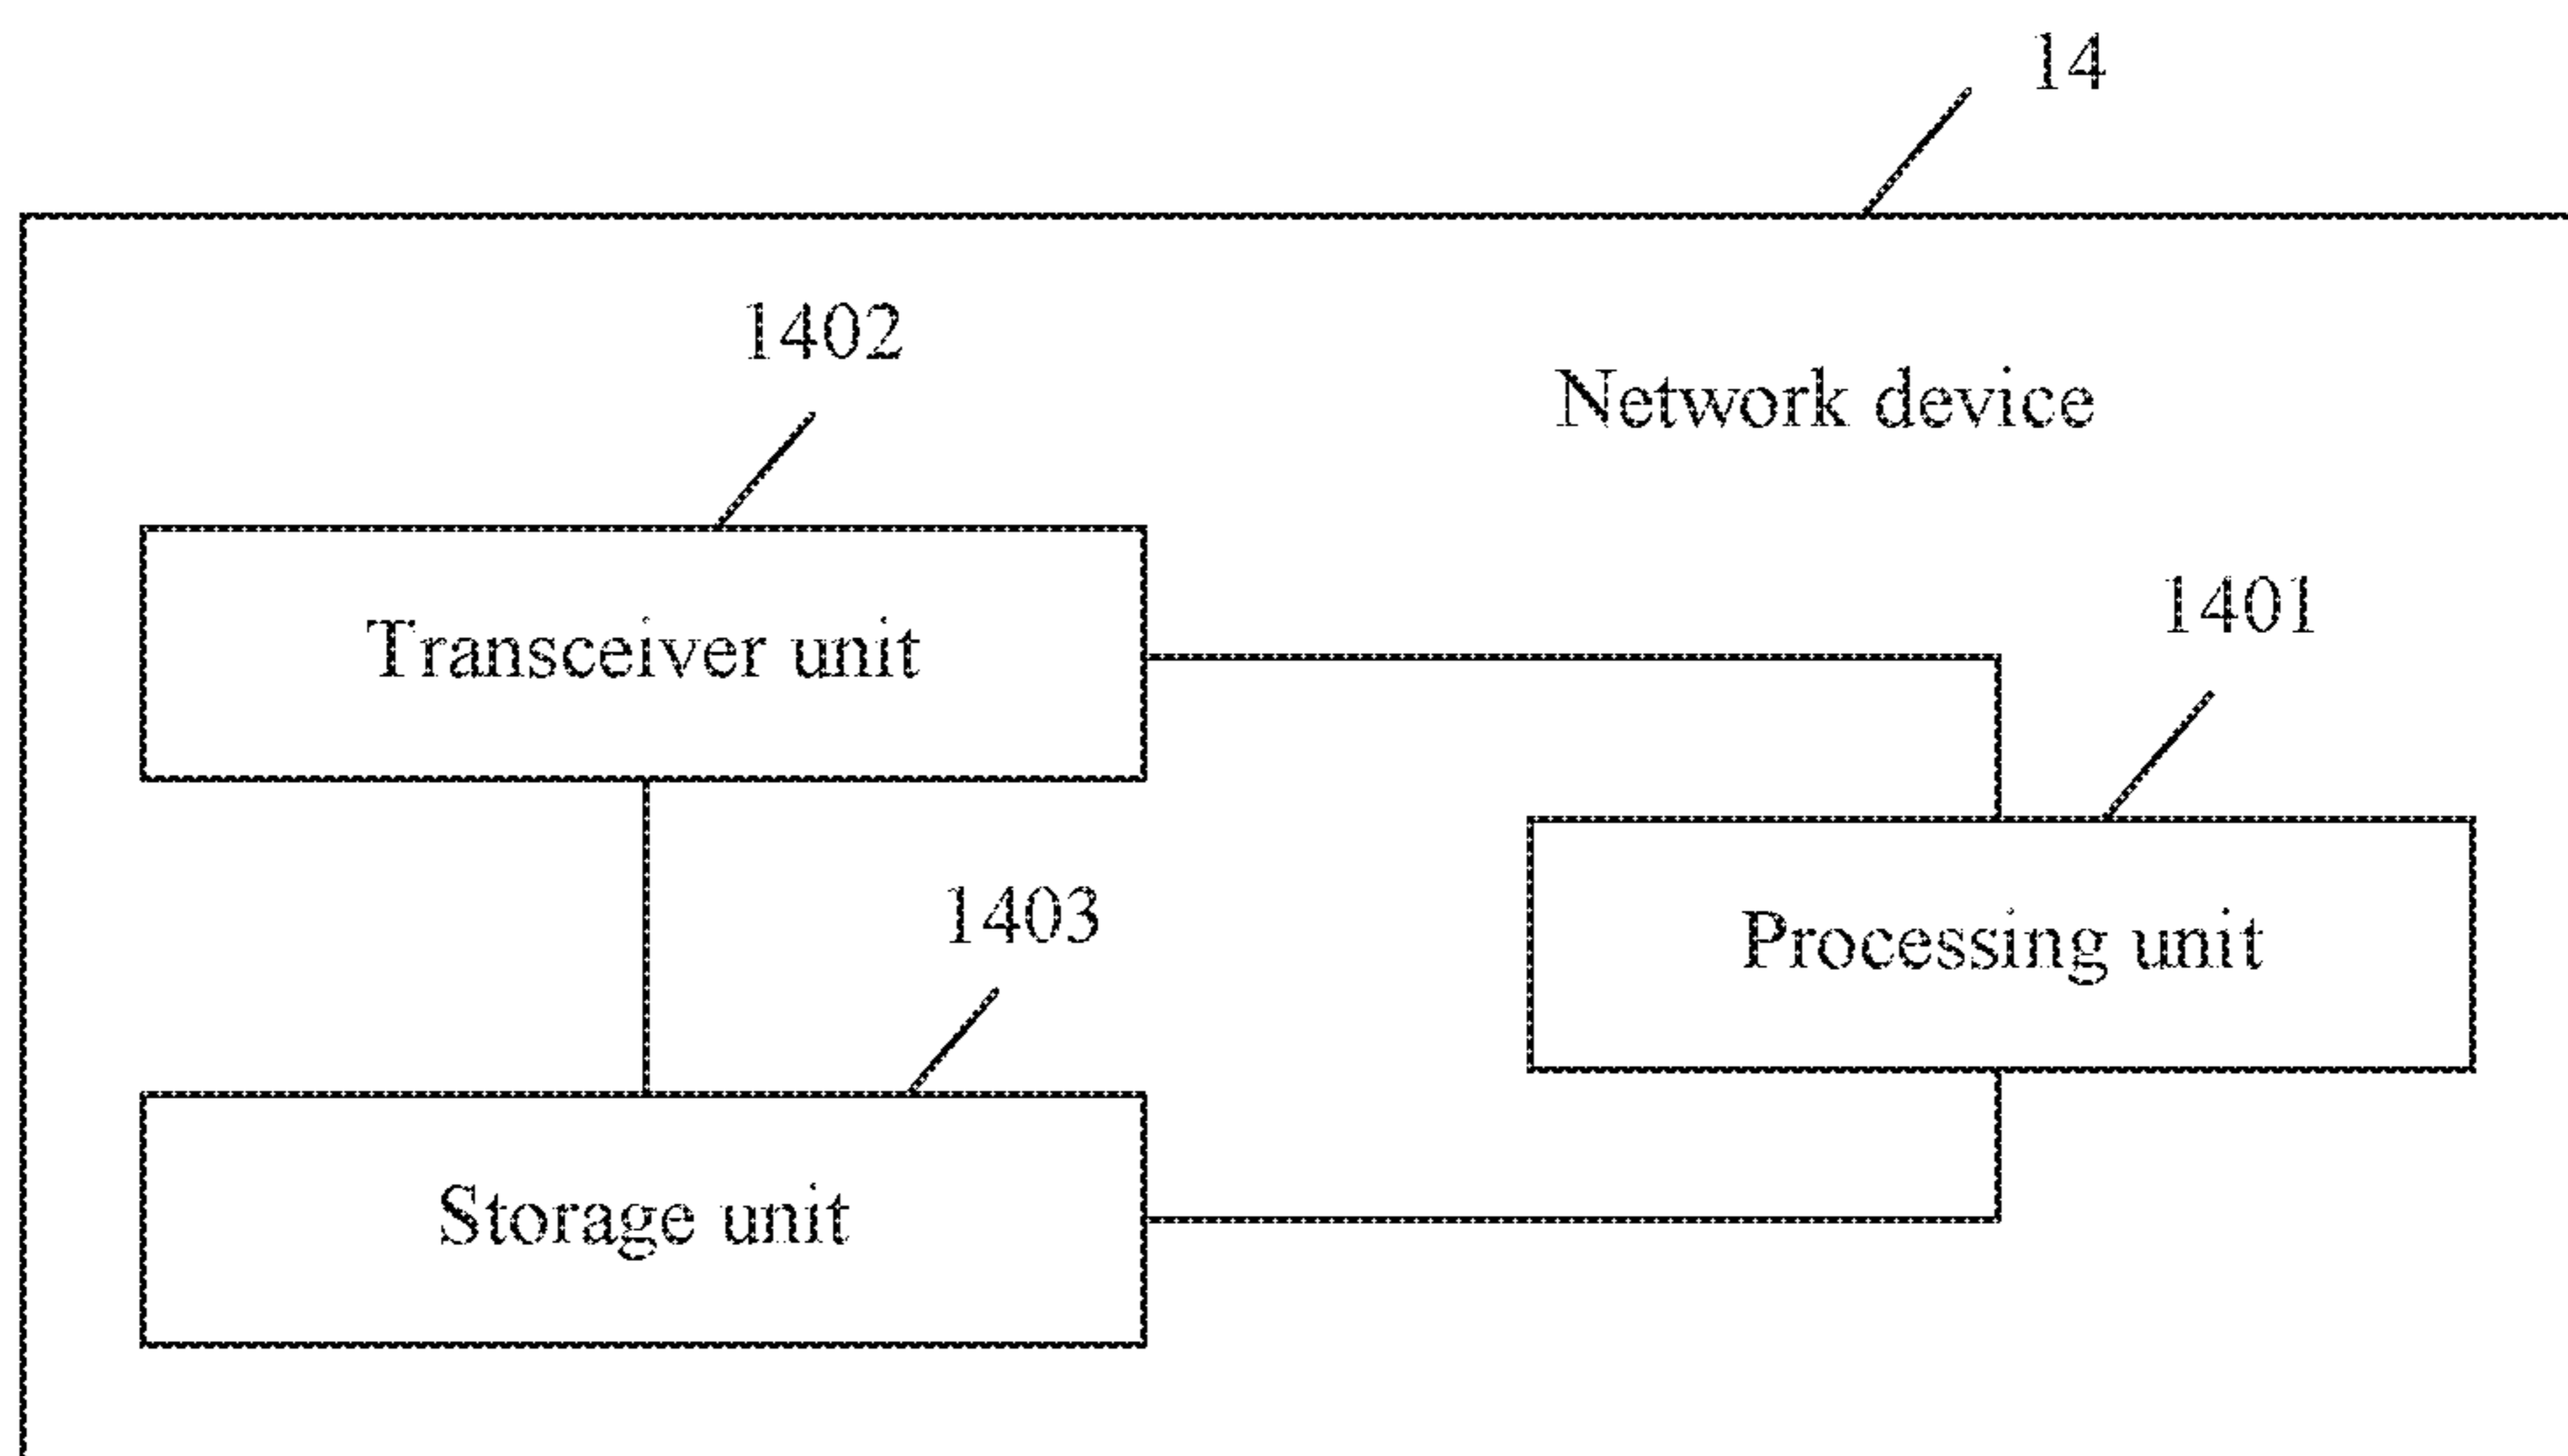 14
1402
Network device
Transceiver unit
1401
1403
Processing unit
Storage unit